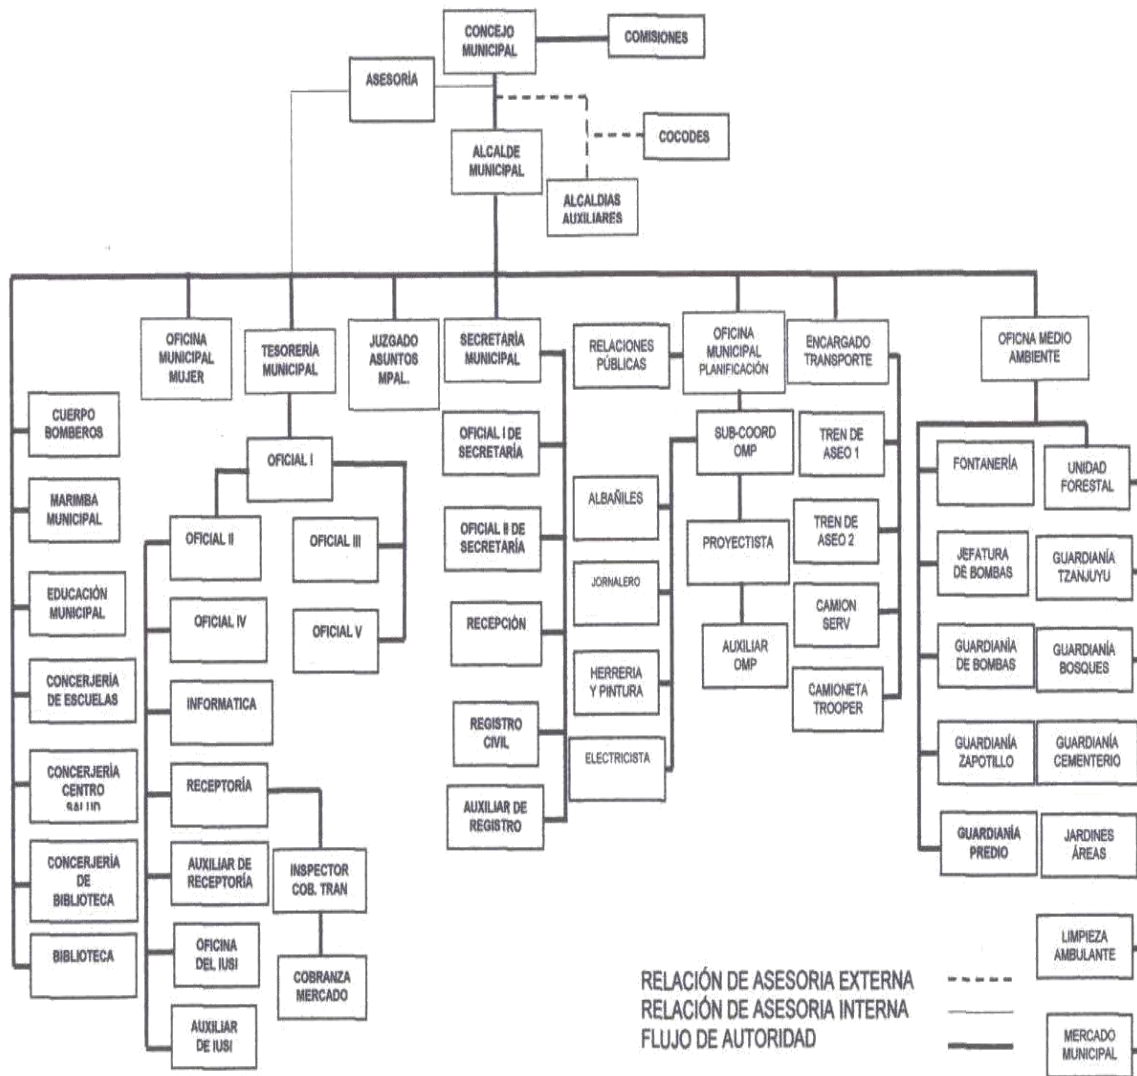 CONCEJO
MUNICIPAL
COMISIONES
ASESORÍA
COCODES
ALCALDE
MUNICIPAL
ALCALDIAS
AUXILIARES
OFICINA
MUNICIPAL
MUJER
TESORERÍA
MUNICIPAL
JUZGADO
ASUNTOS
MPAL.
SECRETARÍA
MUNICIPAL
RELACIONES
PÚBLICAS
OFICINA
MUNICIPAL
PLANIFICACIÓN
ENCARGADO
TRANSPORTE
OFICNA MEDIO
AMBIENTE
CUERPO
BOMBEROS
MARIMBA
MUNICIPAL
EDUCACIÓN
MUNICIPAL
CONCERJERÍA
DE ESCUELAS
CONCERJERÍA
CENTRO
CONCERJERÍA
DE
BIBLIOTECA
BIBLIOTECA
OFICIAL I
OFICIAL II
OFICIAL III
OFICIAL IV
OFICIAL V
INFORMATICA
RECEPTORÍA
AUXILIAR DE
RECEPTORÍA
INSPECTOR
COB. TRAN
OFICINA
DEL IUSI
COBRANZA
MERCADO
AUXILIAR
DE IUSI
OFICIAL I DE
SECRETARÍA
OFICIAL II DE
SECRETARÍA
RECEPCIÓN
REGISTRO
CIVIL
AUXILIAR DE
REGISTRO
SUB-COORD
OMP
ALBAÑILES
JORNALERO
HERRERIA
Y PINTURA
ELECTRICISTA
PROYECTISTA
AUXILIAR
OMP
TREN DE
ASEO 1
TREN DE
ASEO 2
CAMION
SERV
CAMIONETA
TROOPER
FONTANERÍA
UNIDAD
FORESTAL
JEFATURA
DE BOMBAS
GUARDIANÍA
TZANJUYU
GUARDIANÍA
DE BOMBAS
GUARDIANÍA
BOSQUES
GUARDIANÍA
ZAPOTILLO
GUARDIANÍA
CEMENTERIO
GUARDIANÍA
PREDIO
JARDINES
ÁREAS
LIMPIEZA
AMBULANTE
MERCADO
MUNICIPAL
RELACIÓN DE ASESORIA EXTERNA
RELACIÓN DE ASESORIA INTERNA
FLUJO DE AUTORIDAD